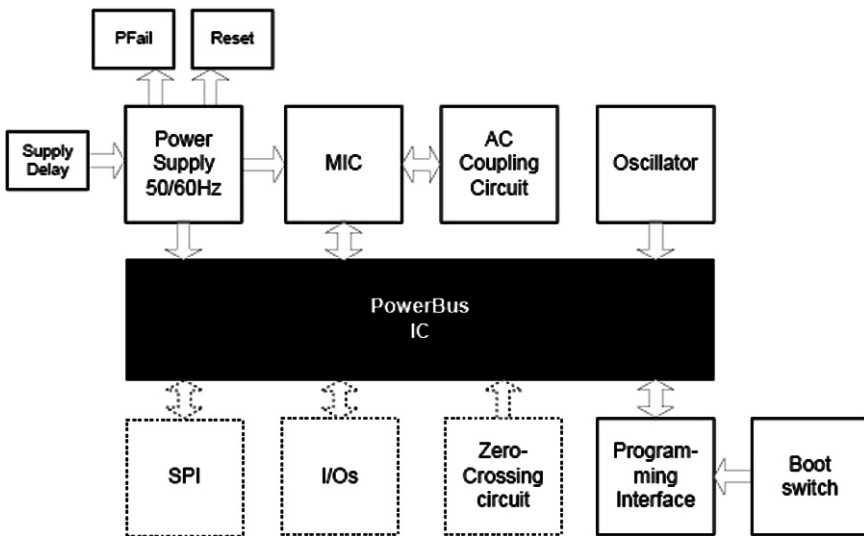 PFail
Reset
Supply
Delay
Power
Supply
50/60Hz
MIC
AC
Coupling
Circuit
Oscillator
PowerBus
IC
SPI
I/Os
Zero-
Crossing
circuit
Program-
ming
Interface
Boot
switch